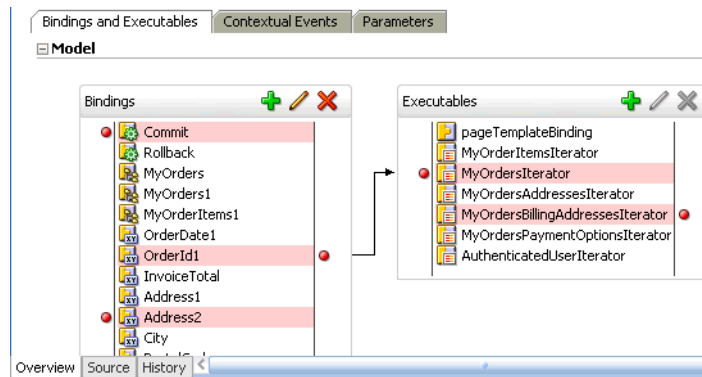 Bindings and Executables Contextual Events Parameters
Model
Bindings
Commit
Rollback
MyOrders
MyOrders1
MyOrderItems1
OrderDate1
OrderId1
InvoiceTotal
Address1
Address2
City
Executables
pageTemplateBinding
MyOrderItemsIterator
MyOrdersIterator
MyOrdersAddressesIterator
MyOrdersBillingAddressesIterator
MyOrdersPaymentOptionsIterator
AuthenticatedUserIterator
Overview Source History